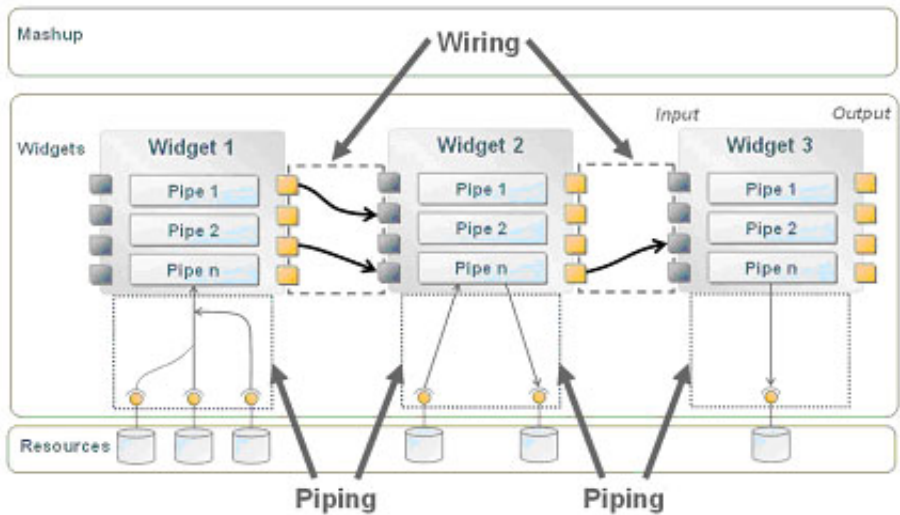 Mashup
Wiring
Input
Output
Widgets
Widget 1
Widget 2
Widget 3
Pipe 1
Pipe 1
Pipe 1
Pipe 2
Pipe 2
Pipe 2
Pipe n
Pipe n
Pipe n
Resources
Piping
Piping